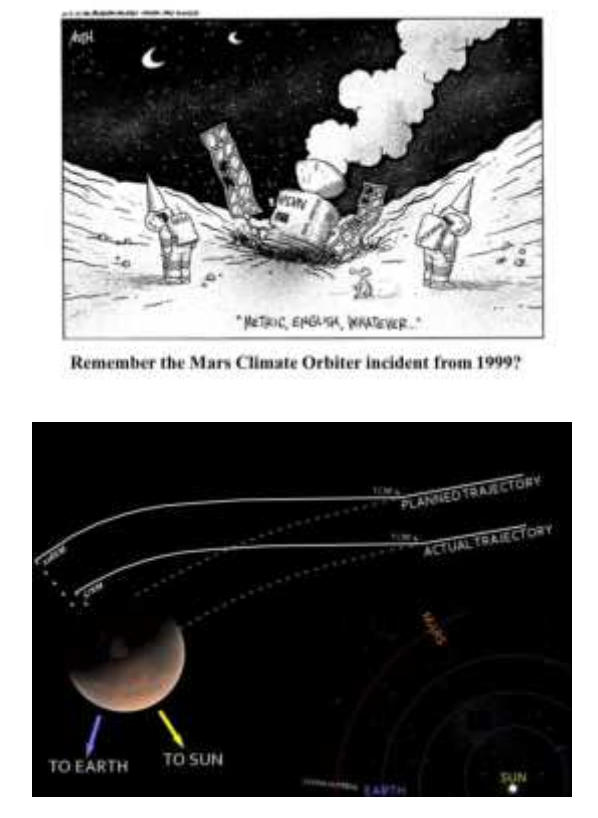 "METRIC, ENGLISH, WHATEVER.."
Remember the Mars Climate Orbiter incident from 1999?
PLANNED TRAJECTORY
ACTUAL TRAJECTORY
MARS
TO EARTH
TO SUN
SUN
EARTH